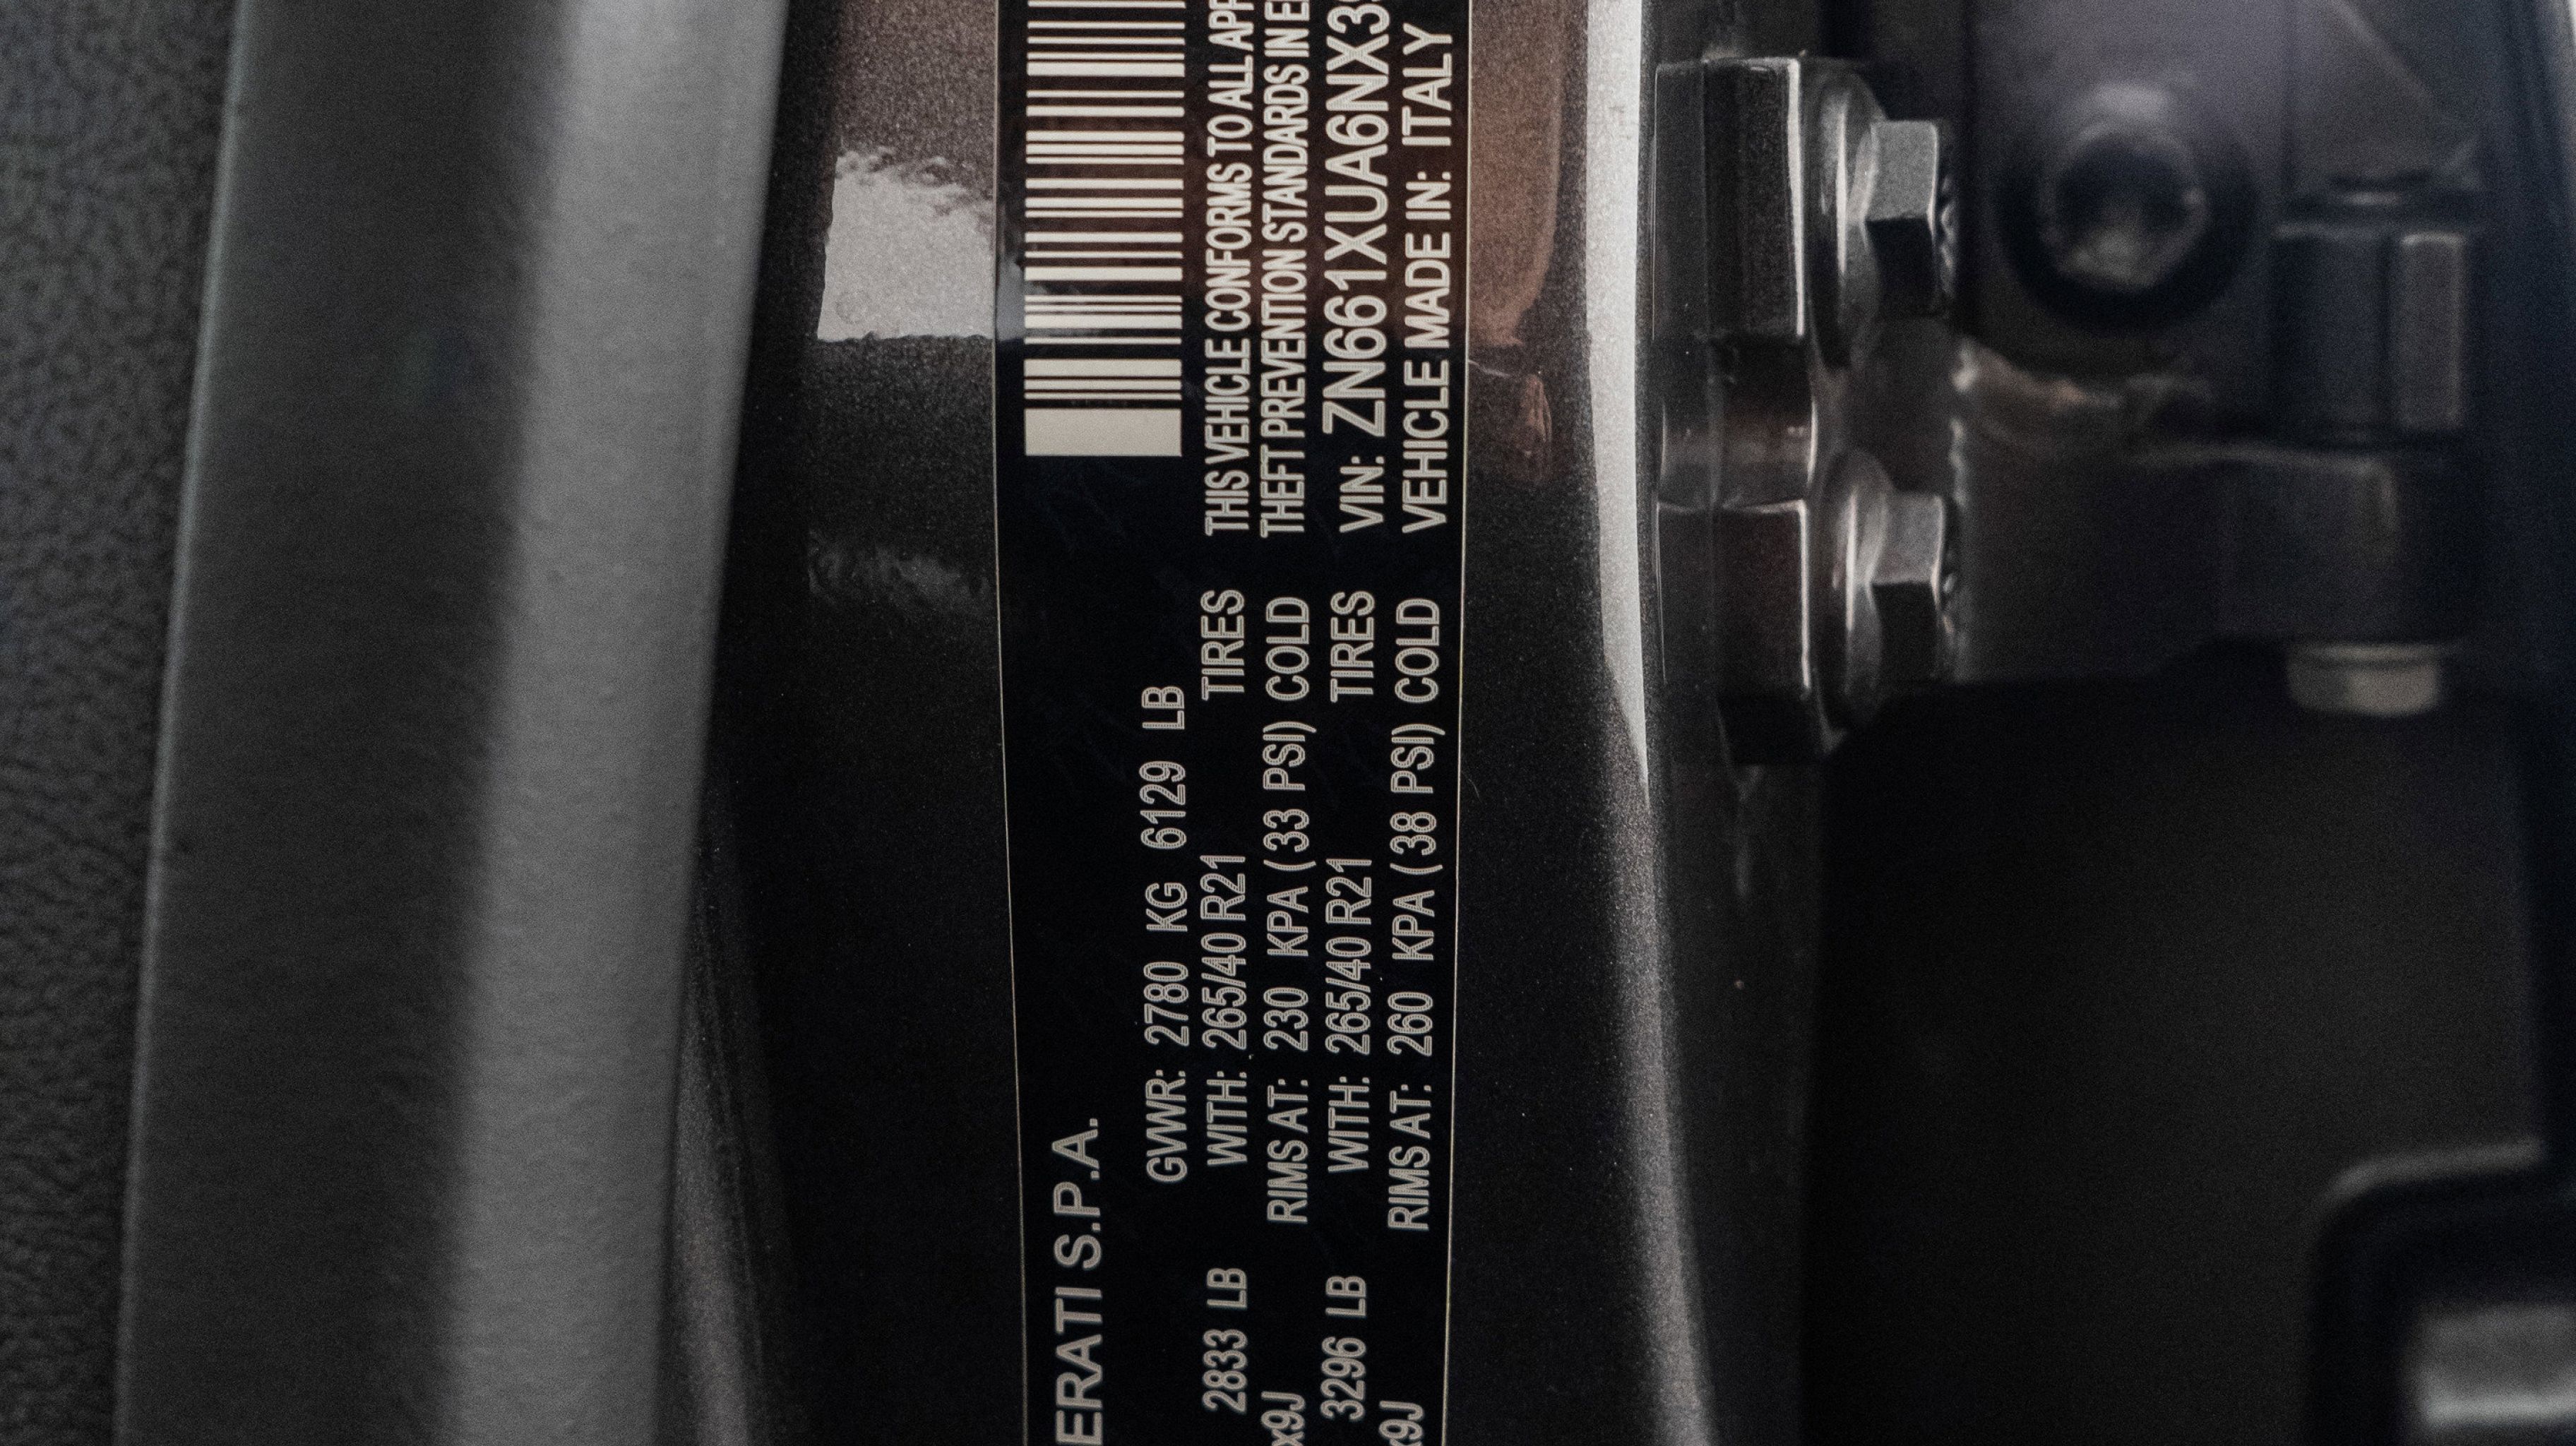 ERATI S.P.A.
GVWR: 2780 KG 6129 LB
2833 LB WITH: 265/40 R21 TIRES
x9J RIMS AT: 230 KPA (33 PSI) COLD
3296 LB WITH: 265/40 R21 TIRES
x9J RIMS AT: 260 KPA (38 PSI) COLD
THIS VEHICLE CONFORMS TO ALL
THEFT PREVENTION STANDARDS IN
VIN: ZN661XUA6NX3
VEHICLE MADE IN: ITALY